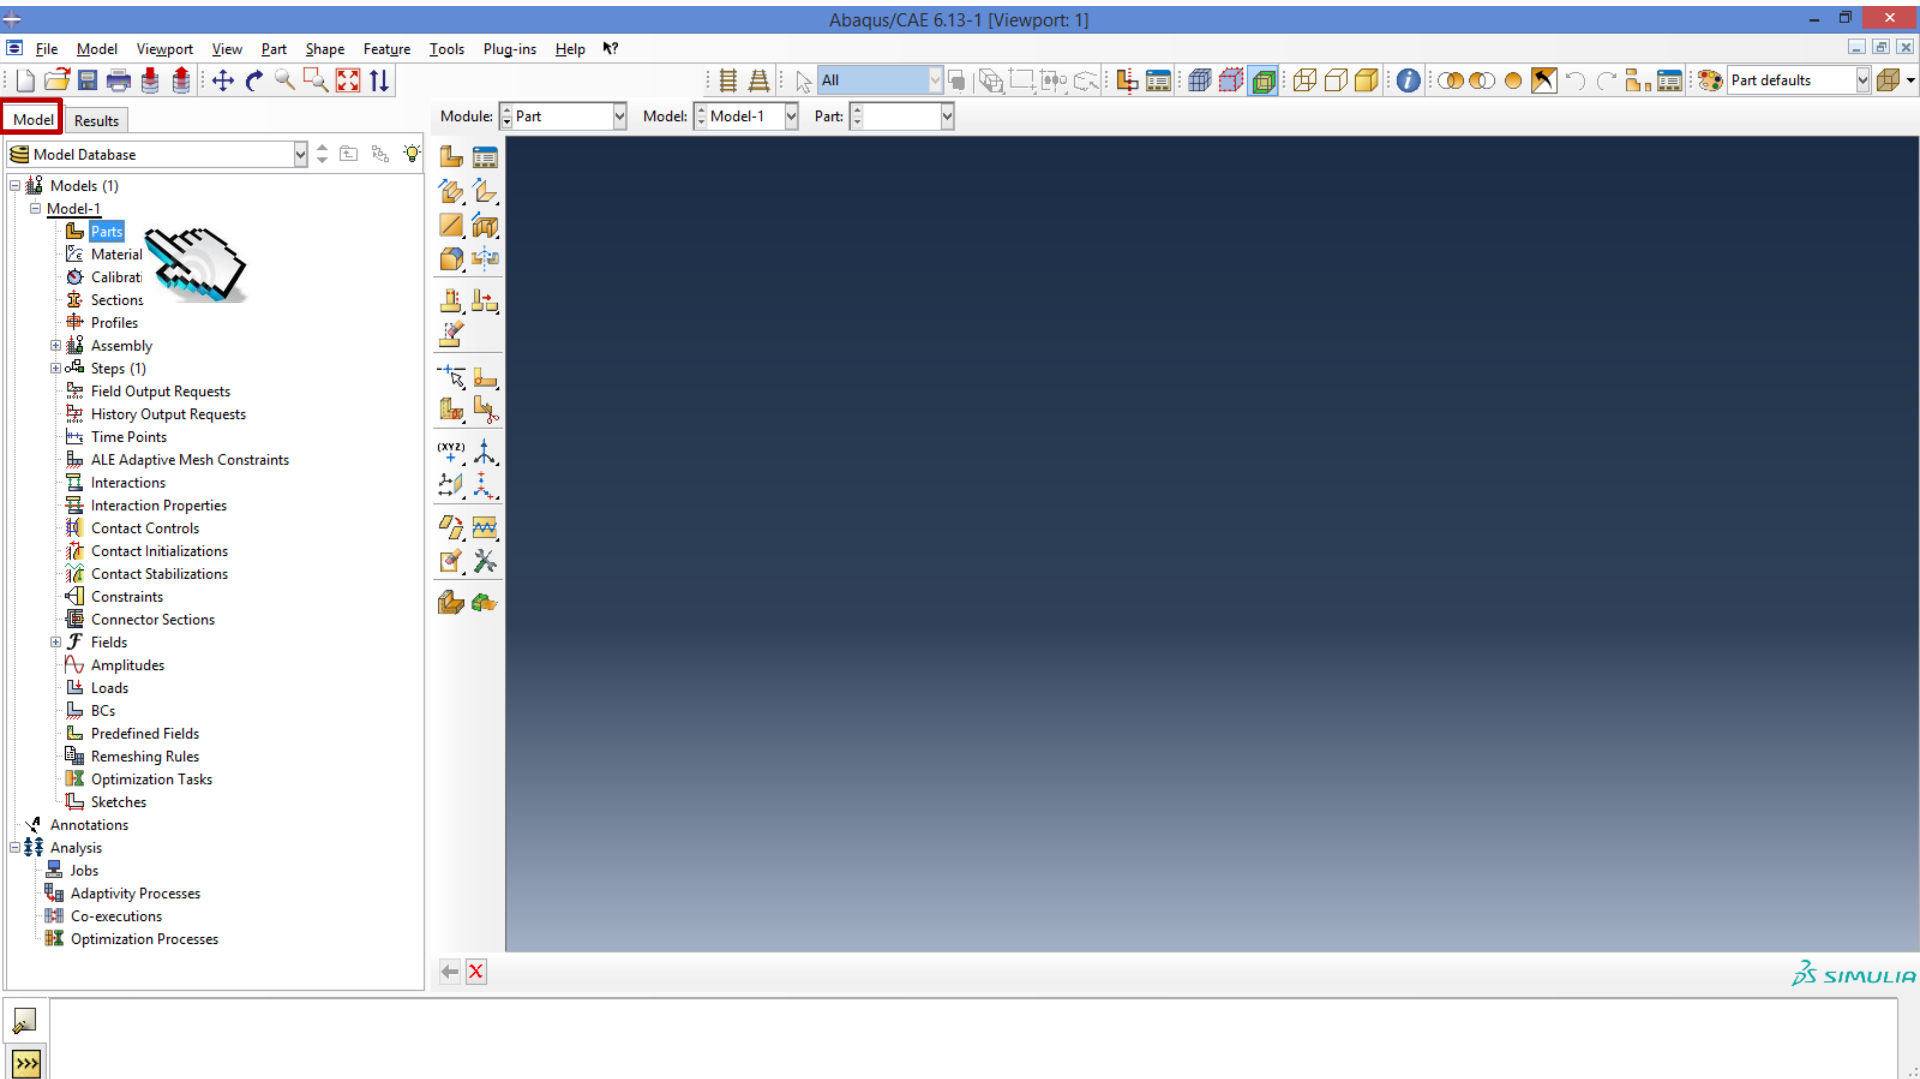 Abaqus/CAE 6.13-1 [Viewport: 1]
File Model Viewport View Part Shape Feature Tools Plug-ins Help
All
Part defaults
Model Results
Module: Part Model: Model-1 Part:
Model Database
Models (1)
Model-1
Parts
Material
Calibrati
Sections
Profiles
Assembly
Steps (1)
Field Output Requests
History Output Requests
Time Points
ALE Adaptive Mesh Constraints
Interactions
Interaction Properties
Contact Controls
Contact Initializations
Contact Stabilizations
Constraints
Connector Sections
Fields
Amplitudes
Loads
BCs
Predefined Fields
Remeshing Rules
Optimization Tasks
Sketches
Annotations
Analysis
Jobs
Adaptivity Processes
Co-executions
Optimization Processes
(XYZ)
SIMULIA
>>>